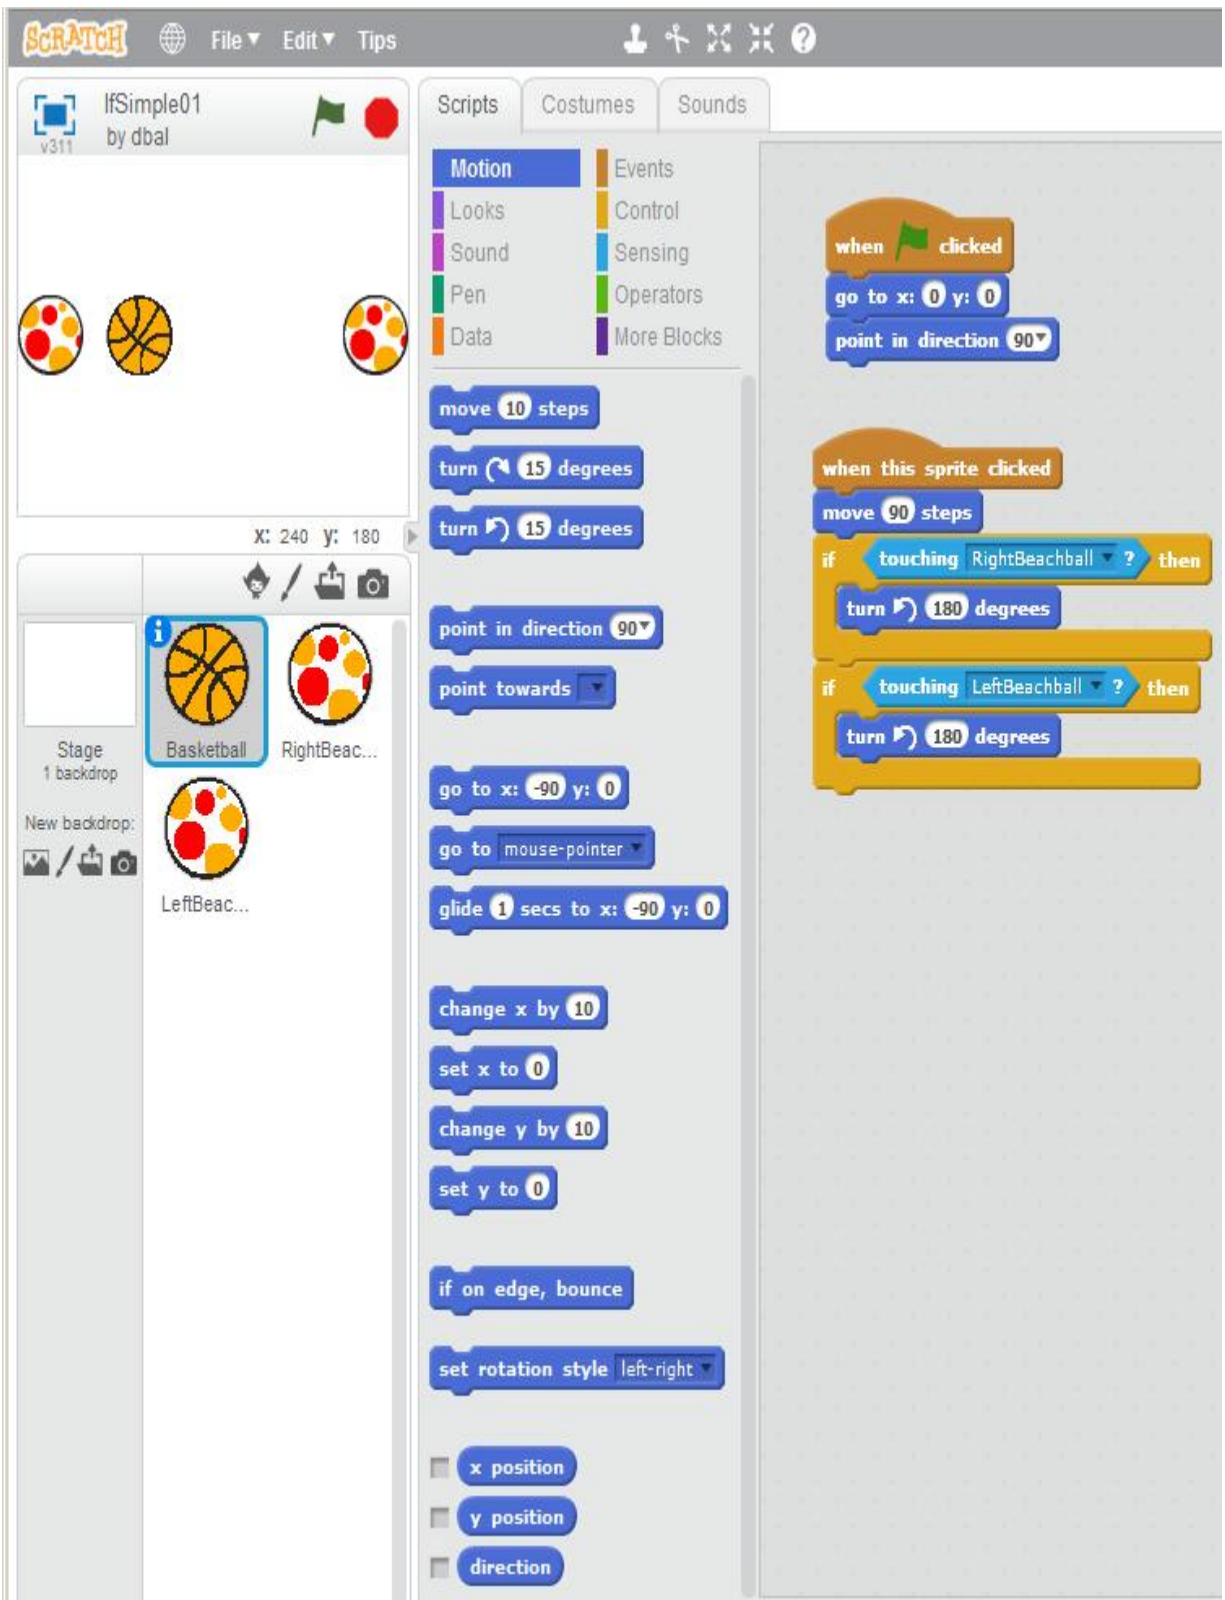 SCRATCH File Edit Tips
IfSimple01
by dbal
v311
x: 240 y: 180
Stage
1 backdrop
New backdrop:
Basketball
RightBeac...
LeftBeac...
Scripts Costumes Sounds
Motion Events
Looks Control
Sound Sensing
Pen Operators
Data More Blocks
move 10 steps
turn 15 degrees
turn 15 degrees
point in direction 90
point towards
go to x: -90 y: 0
go to mouse-pointer
glide 1 secs to x: -90 y: 0
change x by 10
set x to 0
change y by 10
set y to 0
if on edge, bounce
set rotation style left-right
x position
y position
direction
when clicked
go to x: 0 y: 0
point in direction 90
when this sprite clicked
move 90 steps
if touching RightBeachball ? then
turn 180 degrees
if touching LeftBeachball ? then
turn 180 degrees